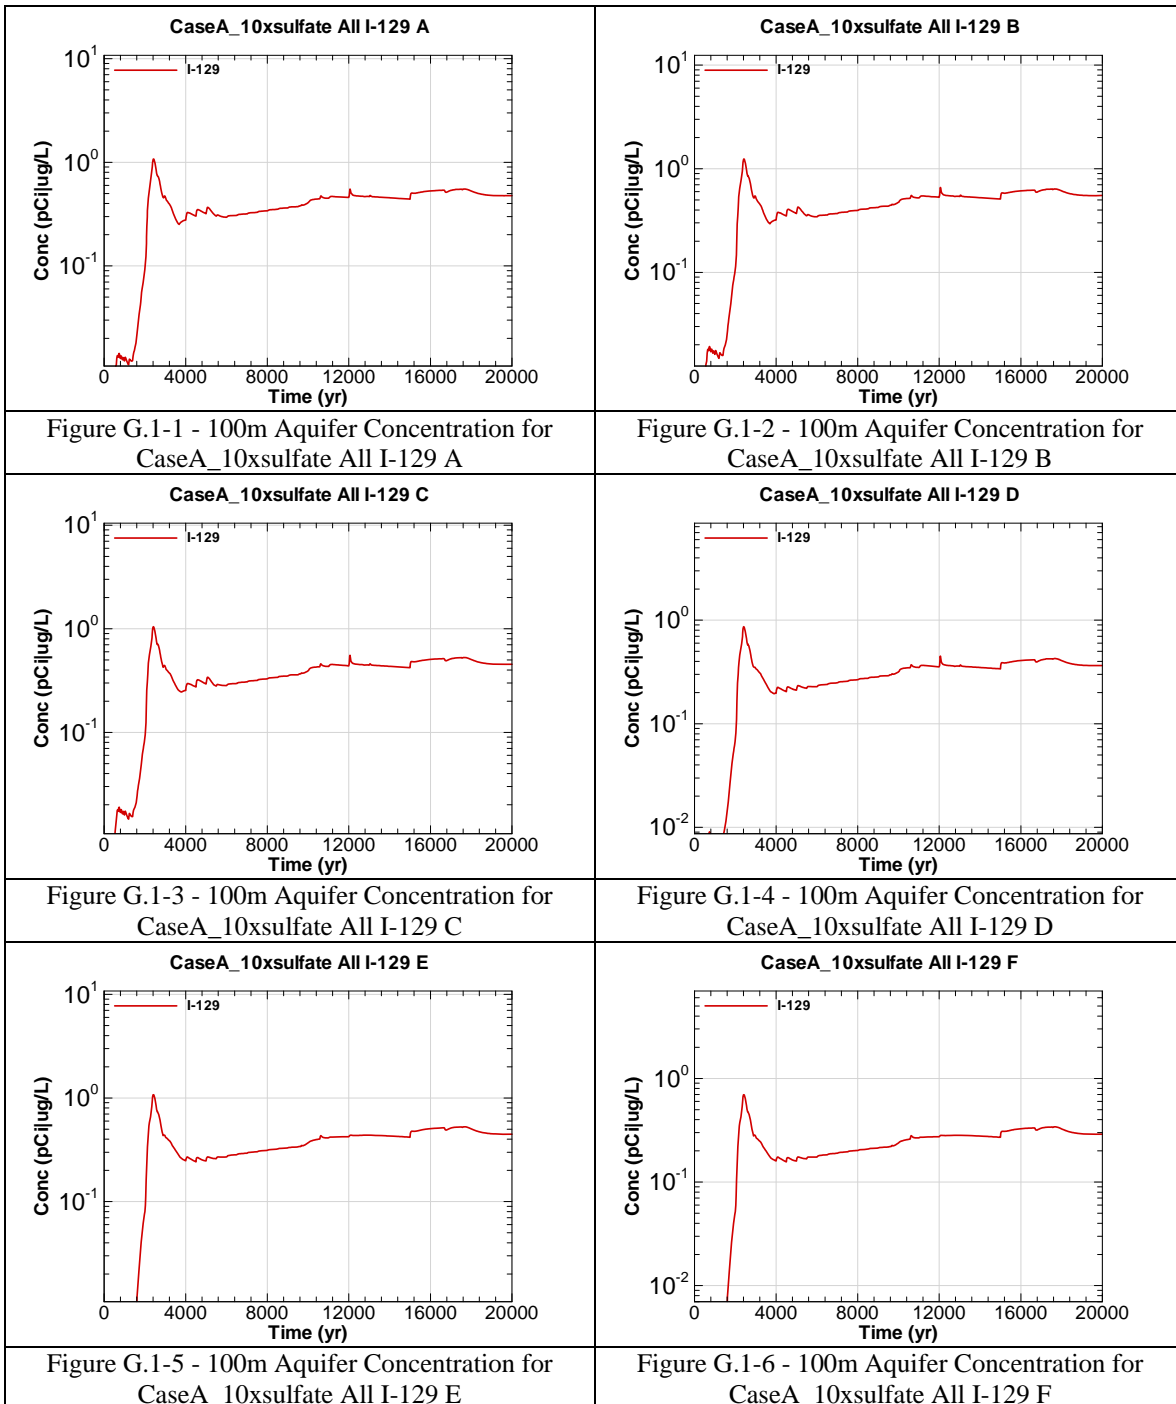 CaseA_10xsulfate All I-129 A
I-129
10^1
10^0
10^-1
Conc (pCi|ug/L)
0 4000 8000 12000 16000 20000
Time (yr)
Figure G.1-1 - 100m Aquifer Concentration for
CaseA_10xsulfate All I-129 A
CaseA_10xsulfate All I-129 B
I-129
10^1
10^0
10^-1
Conc (pCi|ug/L)
0 4000 8000 12000 16000 20000
Time (yr)
Figure G.1-2 - 100m Aquifer Concentration for
CaseA_10xsulfate All I-129 B
CaseA_10xsulfate All I-129 C
I-129
10^1
10^0
10^-1
Conc (pCi|ug/L)
0 4000 8000 12000 16000 20000
Time (yr)
Figure G.1-3 - 100m Aquifer Concentration for
CaseA_10xsulfate All I-129 C
CaseA_10xsulfate All I-129 D
I-129
10^0
10^-1
10^-2
Conc (pCi|ug/L)
0 4000 8000 12000 16000 20000
Time (yr)
Figure G.1-4 - 100m Aquifer Concentration for
CaseA_10xsulfate All I-129 D
CaseA_10xsulfate All I-129 E
I-129
10^1
10^0
10^-1
Conc (pCi|ug/L)
0 4000 8000 12000 16000 20000
Time (yr)
Figure G.1-5 - 100m Aquifer Concentration for
CaseA_10xsulfate All I-129 E
CaseA_10xsulfate All I-129 F
I-129
10^0
10^-1
10^-2
Conc (pCi|ug/L)
0 4000 8000 12000 16000 20000
Time (yr)
Figure G.1-6 - 100m Aquifer Concentration for
CaseA_10xsulfate All I-129 F